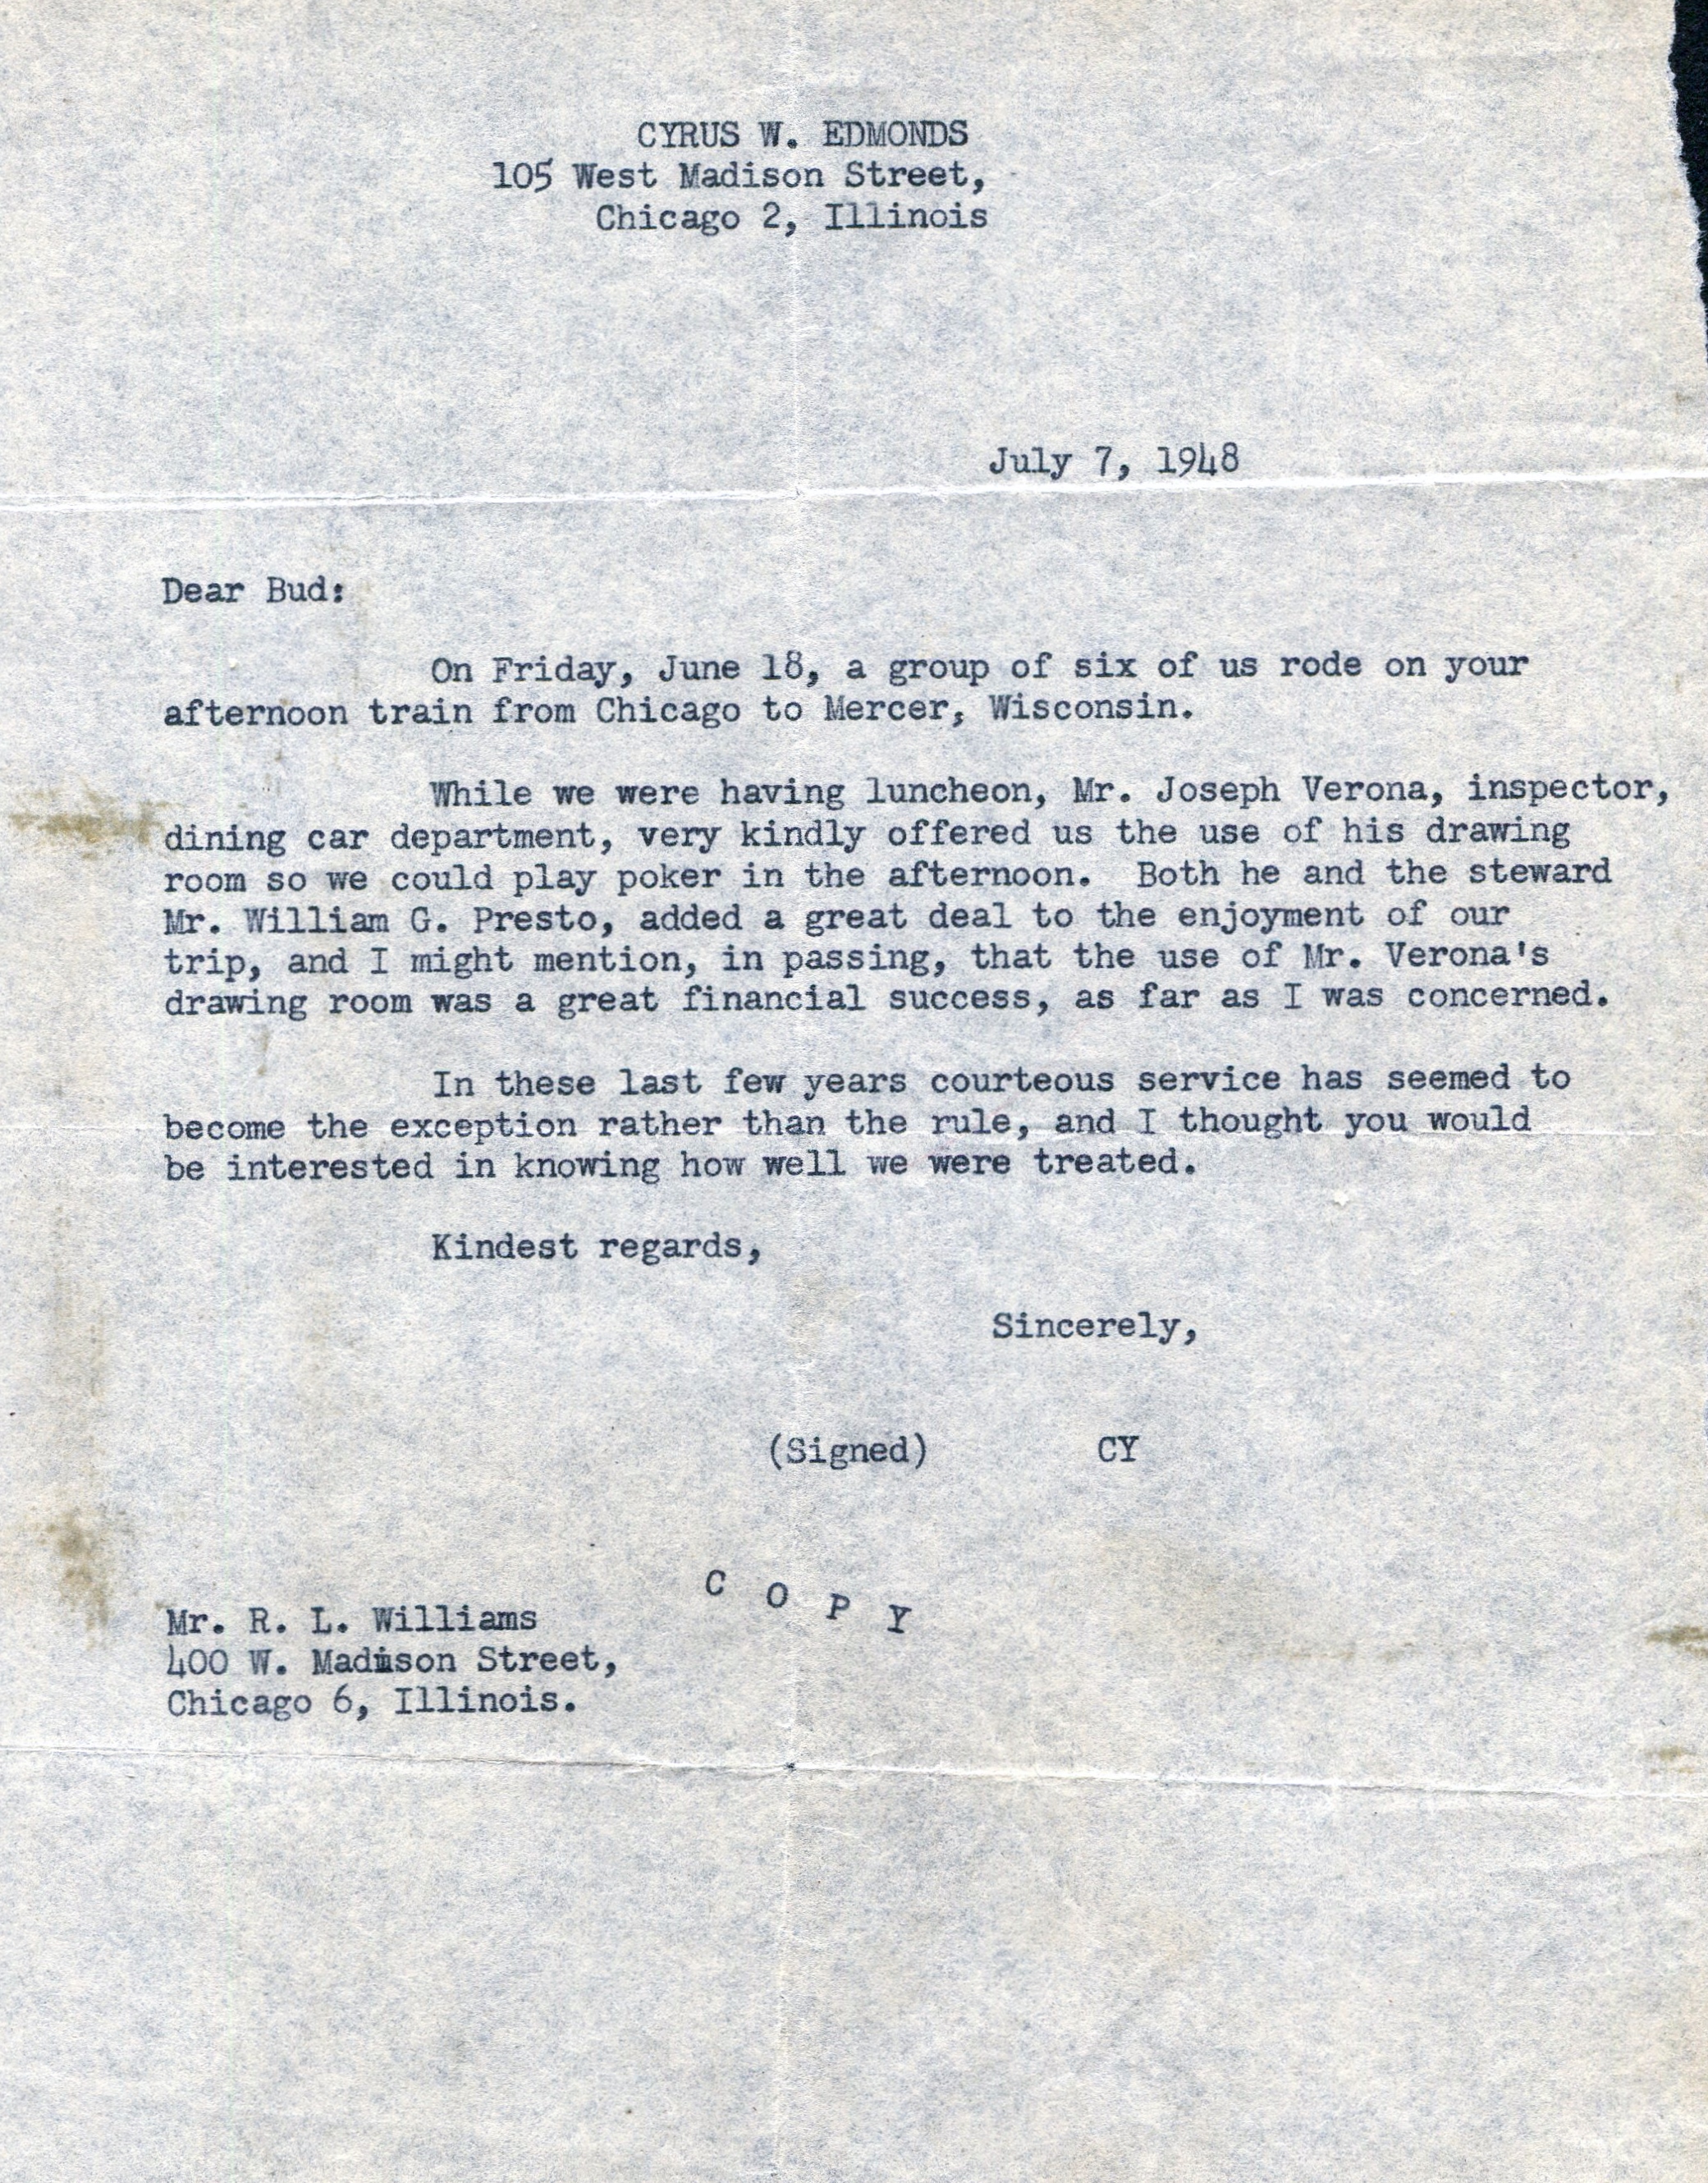 CYRUS W. EDMONDS
105 West Madison Street,
Chicago 2, Illinois
July 7, 1948
Dear Bud:
On Friday, June 18, a group of six of us rode on your
afternoon train from Chicago to Mercer, Wisconsin.
While we were having luncheon, Mr. Joseph Verona, inspector,
dining car department, very kindly offered us the use of his drawing
room so we could play poker in the afternoon. Both he and the steward
Mr. William G. Presto, added a great deal to the enjoyment of our
trip, and I might mention, in passing, that the use of Mr. Verona's
drawing room was a great financial success, as far as I was concerned.
In these last few years courteous service has seemed to
become the exception rather than the rule, and I thought you would
be interested in knowing how well we were treated.
Kindest regards,
Sincerely,
(Signed) CY
C O P Y
Mr. R. L. Williams
400 W. Madison Street,
Chicago 6, Illinois.